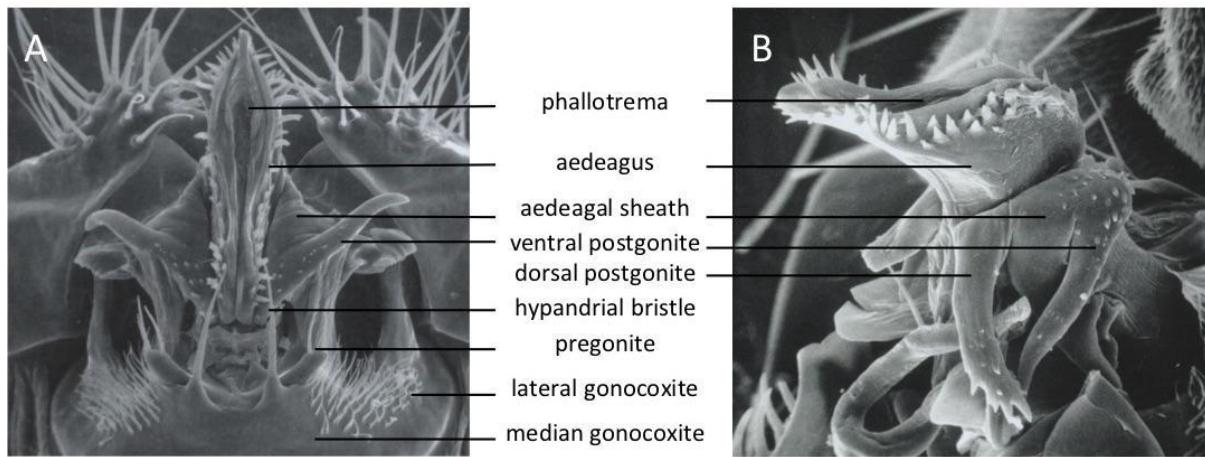 A
B
phallotrema
aedeagus
aedeagal sheath
ventral postgonite
dorsal postgonite
hypandrial bristle
pregonite
lateral gonocoxite
median gonocoxite